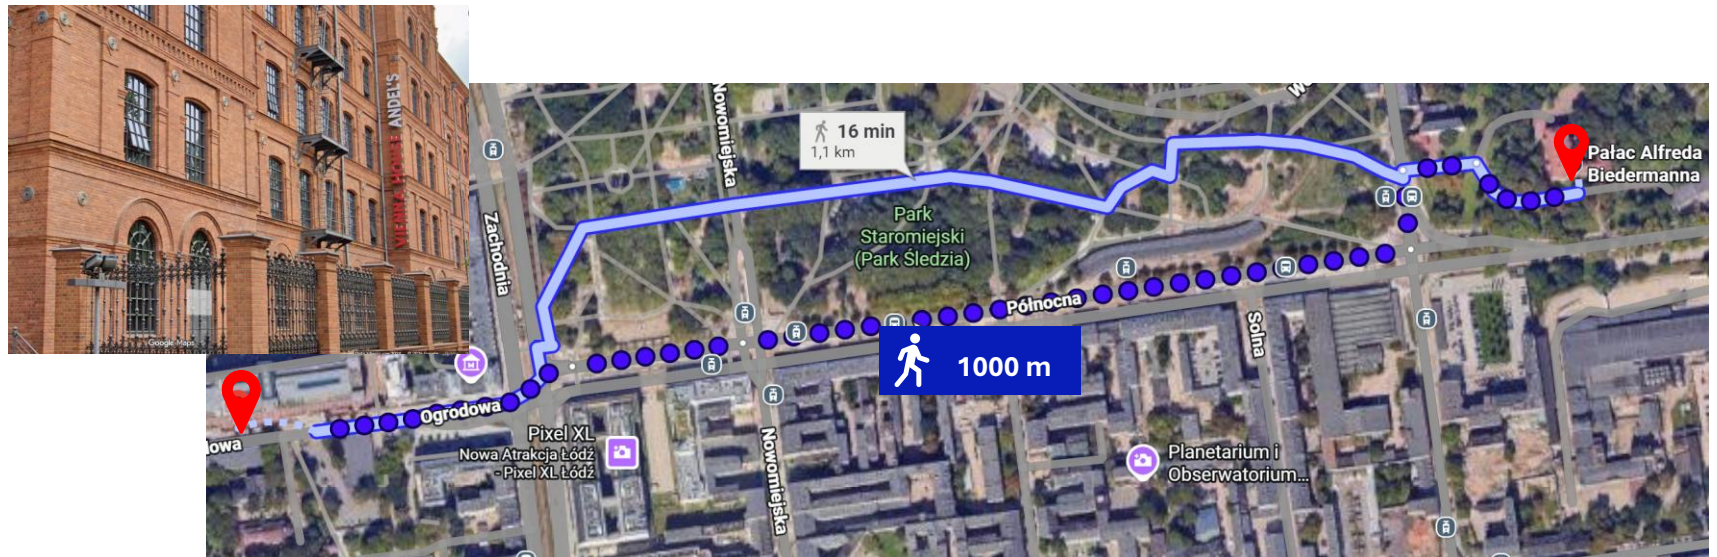 VIENNA HOUSE ANDEL'S
Google Maps
Nowomiejska
16 min
1,1 km
Pałac Alfreda
Biedermanna
Zachodnia
Park
Staromiejski
(Park Śledzia)
Północna
Solna
1000 m
Ogrodowa
dowa
Pixel XL
Nowa Atrakcja Łódź
- Pixel XL Łódź
Nowomiejska
Planetarium i
Obserwatorium...